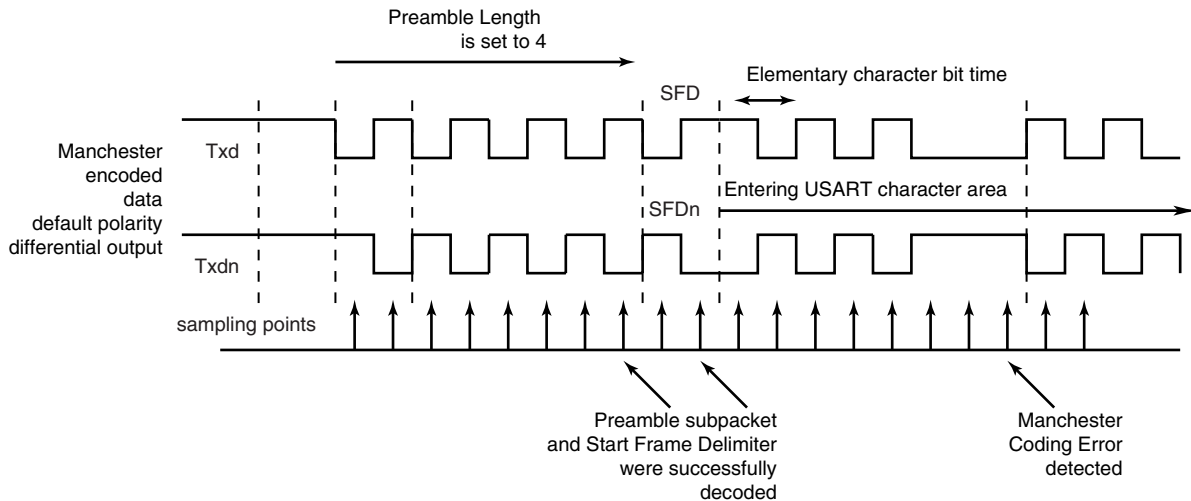 Preamble Length
is set to 4
Elementary character bit time
SFD
Txd
Manchester
encoded
data
default polarity
differential output
SFDn
Entering USART character area
Txdn
sampling points
Preamble subpacket
and Start Frame Delimiter
were successfully
decoded
Manchester
Coding Error
detected